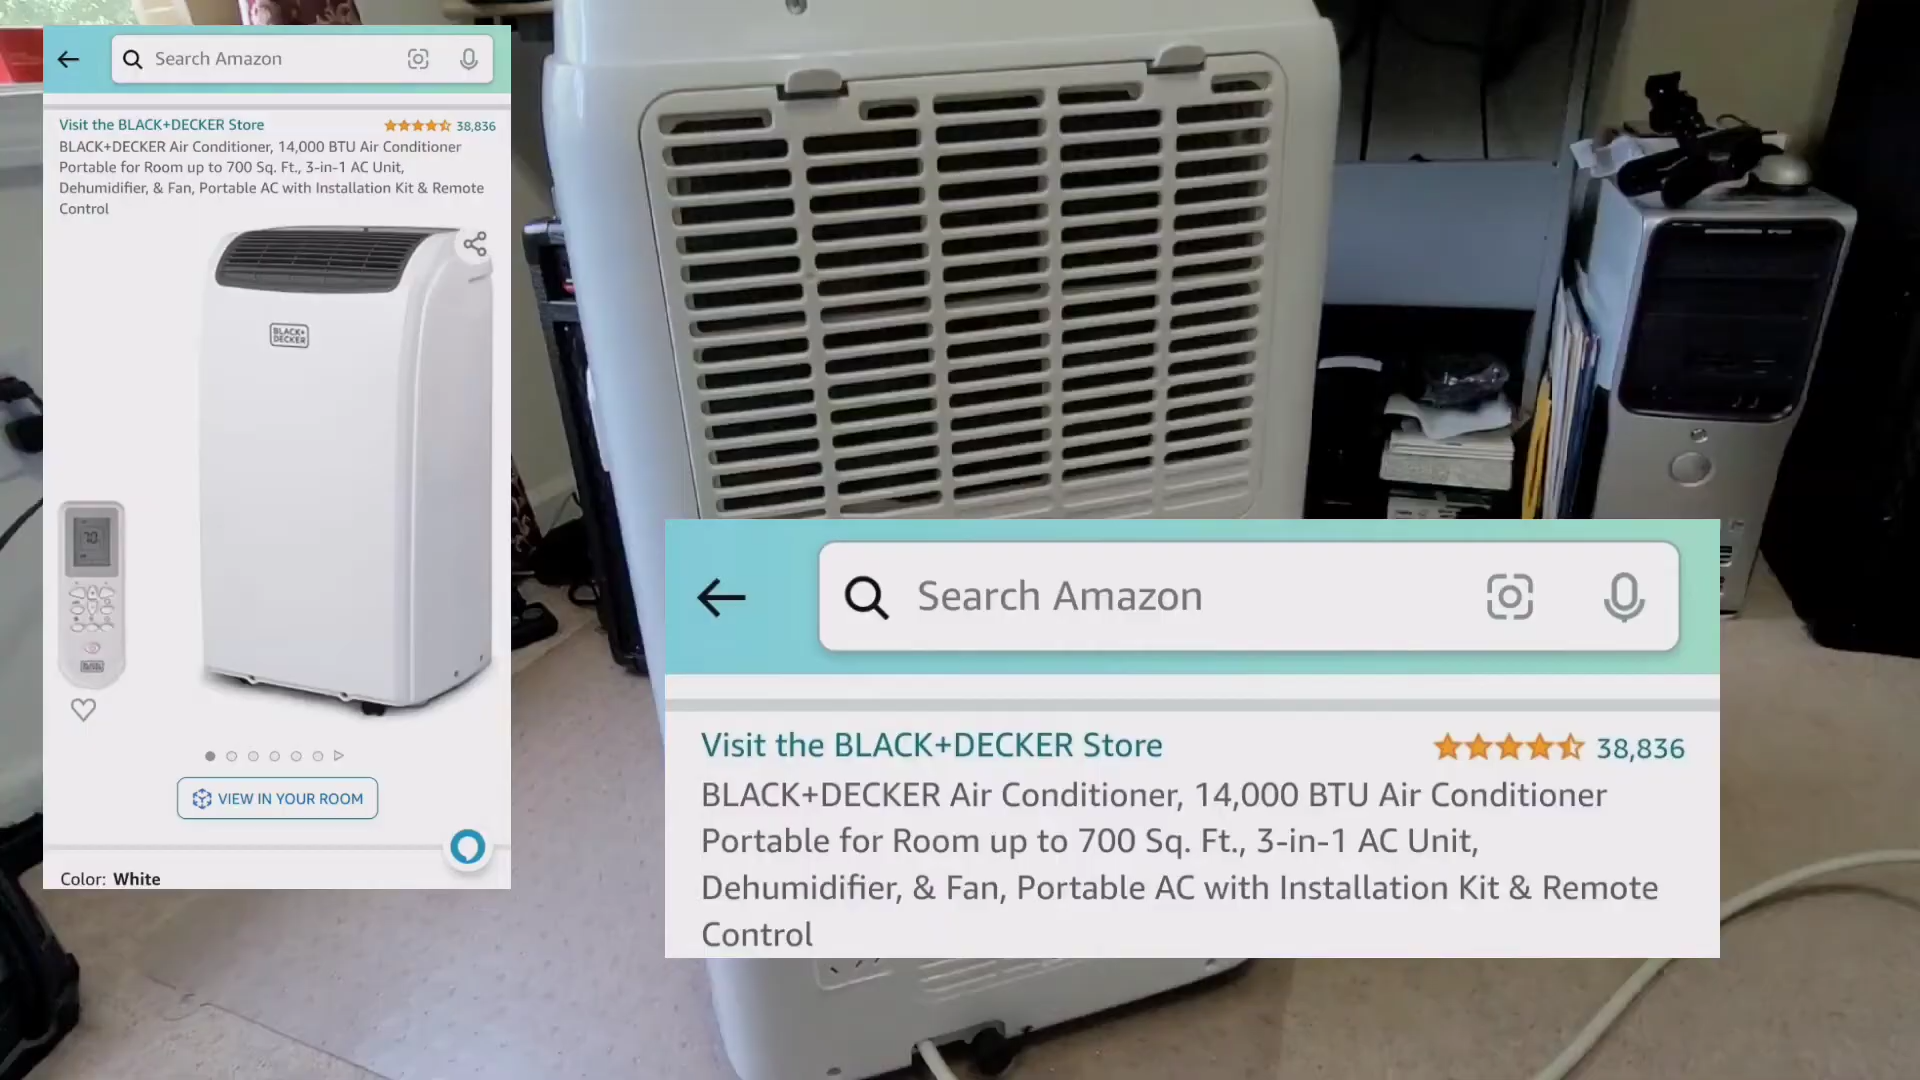 Search Amazon
Visit the BLACK+DECKER Store
38,836
BLACK+DECKER Air Conditioner, 14,000 BTU Air Conditioner
Portable for Room up to 700 Sq. Ft., 3-in-1 AC Unit,
Dehumidifier, & Fan, Portable AC with Installation Kit & Remote
Control
BLACK+
DECKER
70
VIEW IN YOUR ROOM
Color: White
Search Amazon
Visit the BLACK+DECKER Store
38,836
BLACK+DECKER Air Conditioner, 14,000 BTU Air Conditioner
Portable for Room up to 700 Sq. Ft., 3-in-1 AC Unit,
Dehumidifier, & Fan, Portable AC with Installation Kit & Remote
Control